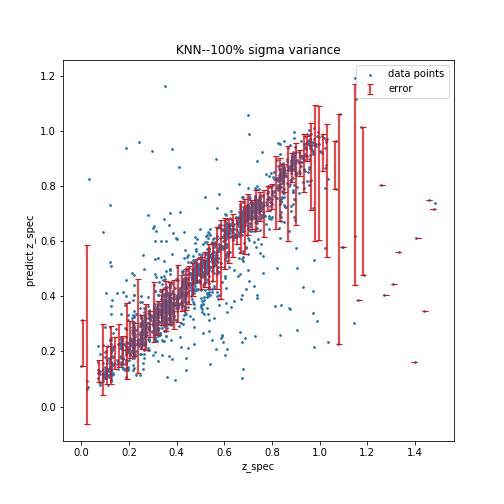 KNN--100% sigma variance
data points
error
predict z_spec
1.2
1.0
0.8
0.6
0.4
0.2
0.0
0.0 0.2 0.4 0.6 0.8 1.0 1.2 1.4
z_spec